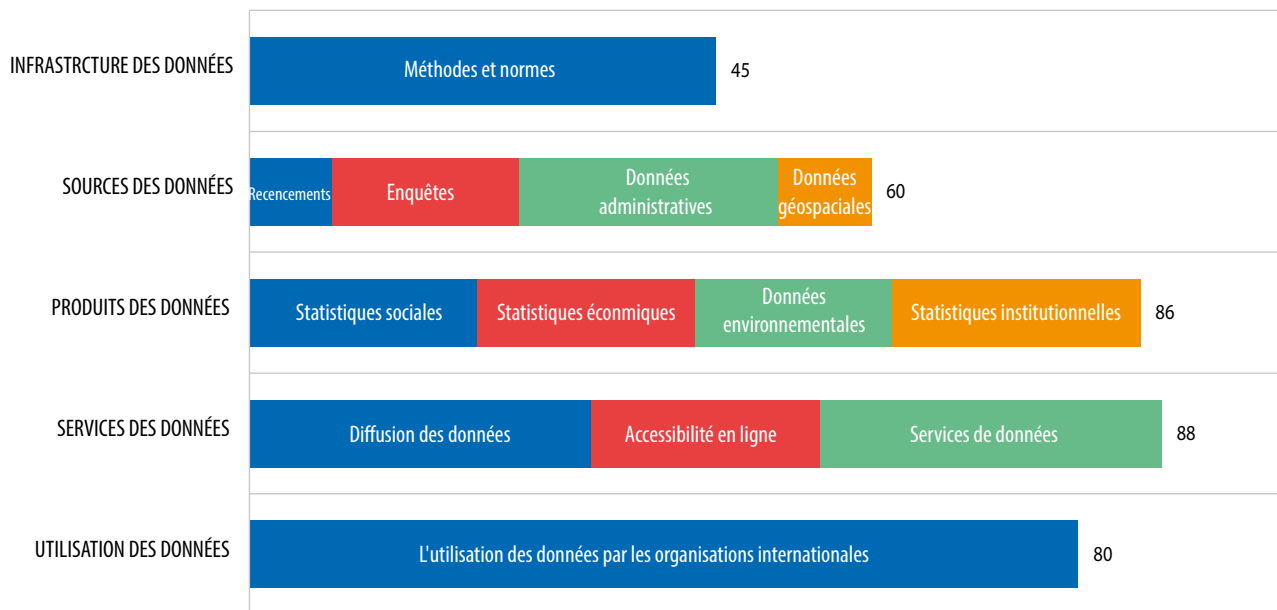 INFRASTRCTURE DES DONNÉES
Méthodes et normes
45
SOURCES DES DONNÉES
Recencements
Enquêtes
Données
administratives
Données
géospaciales
60
PRODUITS DES DONNÉES
Statistiques sociales
Statistiques éconmiques
Données
environnementales
Statistiques institutionnelles
86
SERVICES DES DONNÉES
Diffusion des données
Accessibilité en ligne
Services de données
88
UTILISATION DES DONNÉES
L'utilisation des données par les organisations internationales
80